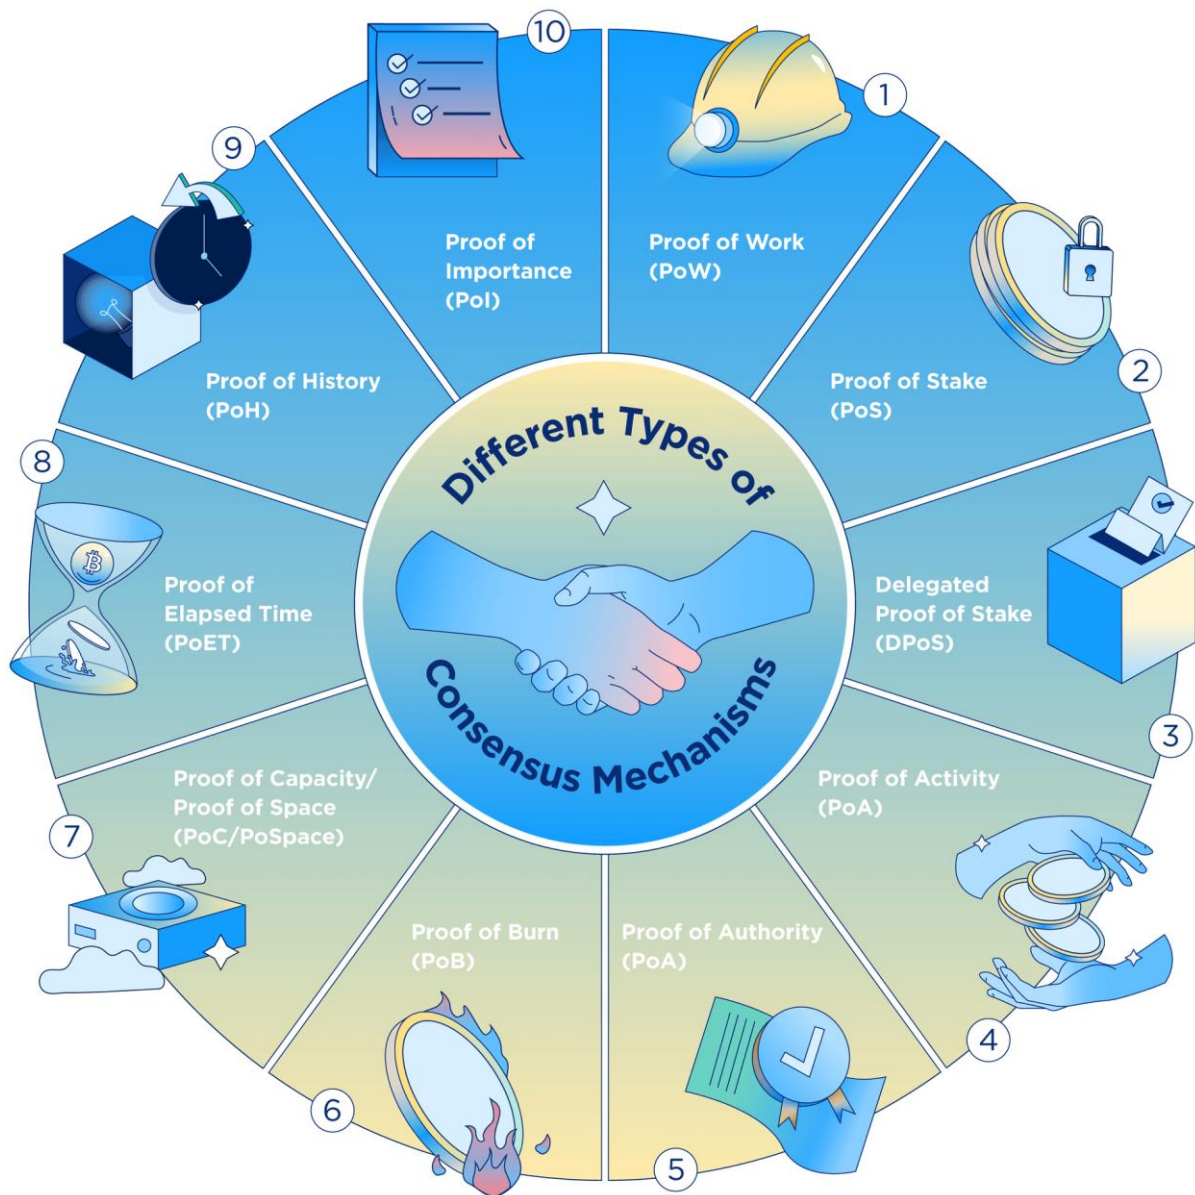 Different Types of
Consensus Mechanisms
1
Proof of Work
(PoW)
2
Proof of Stake
(PoS)
3
Delegated
Proof of Stake
(DPoS)
4
Proof of Activity
(PoA)
5
Proof of Authority
(PoA)
6
Proof of Burn
(PoB)
7
Proof of Capacity/
Proof of Space
(PoC/PoSpace)
8
Proof of
Elapsed Time
(PoET)
9
Proof of History
(PoH)
10
Proof of
Importance
(PoI)